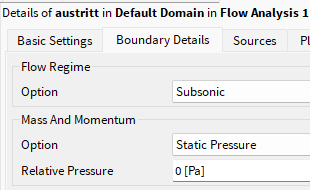 Details of austritt in Default Domain in Flow Analysis 1
Basic Settings Boundary Details Sources
Flow Regime
Option Subsonic
Mass And Momentum
Option Static Pressure
Relative Pressure 0 [Pa]